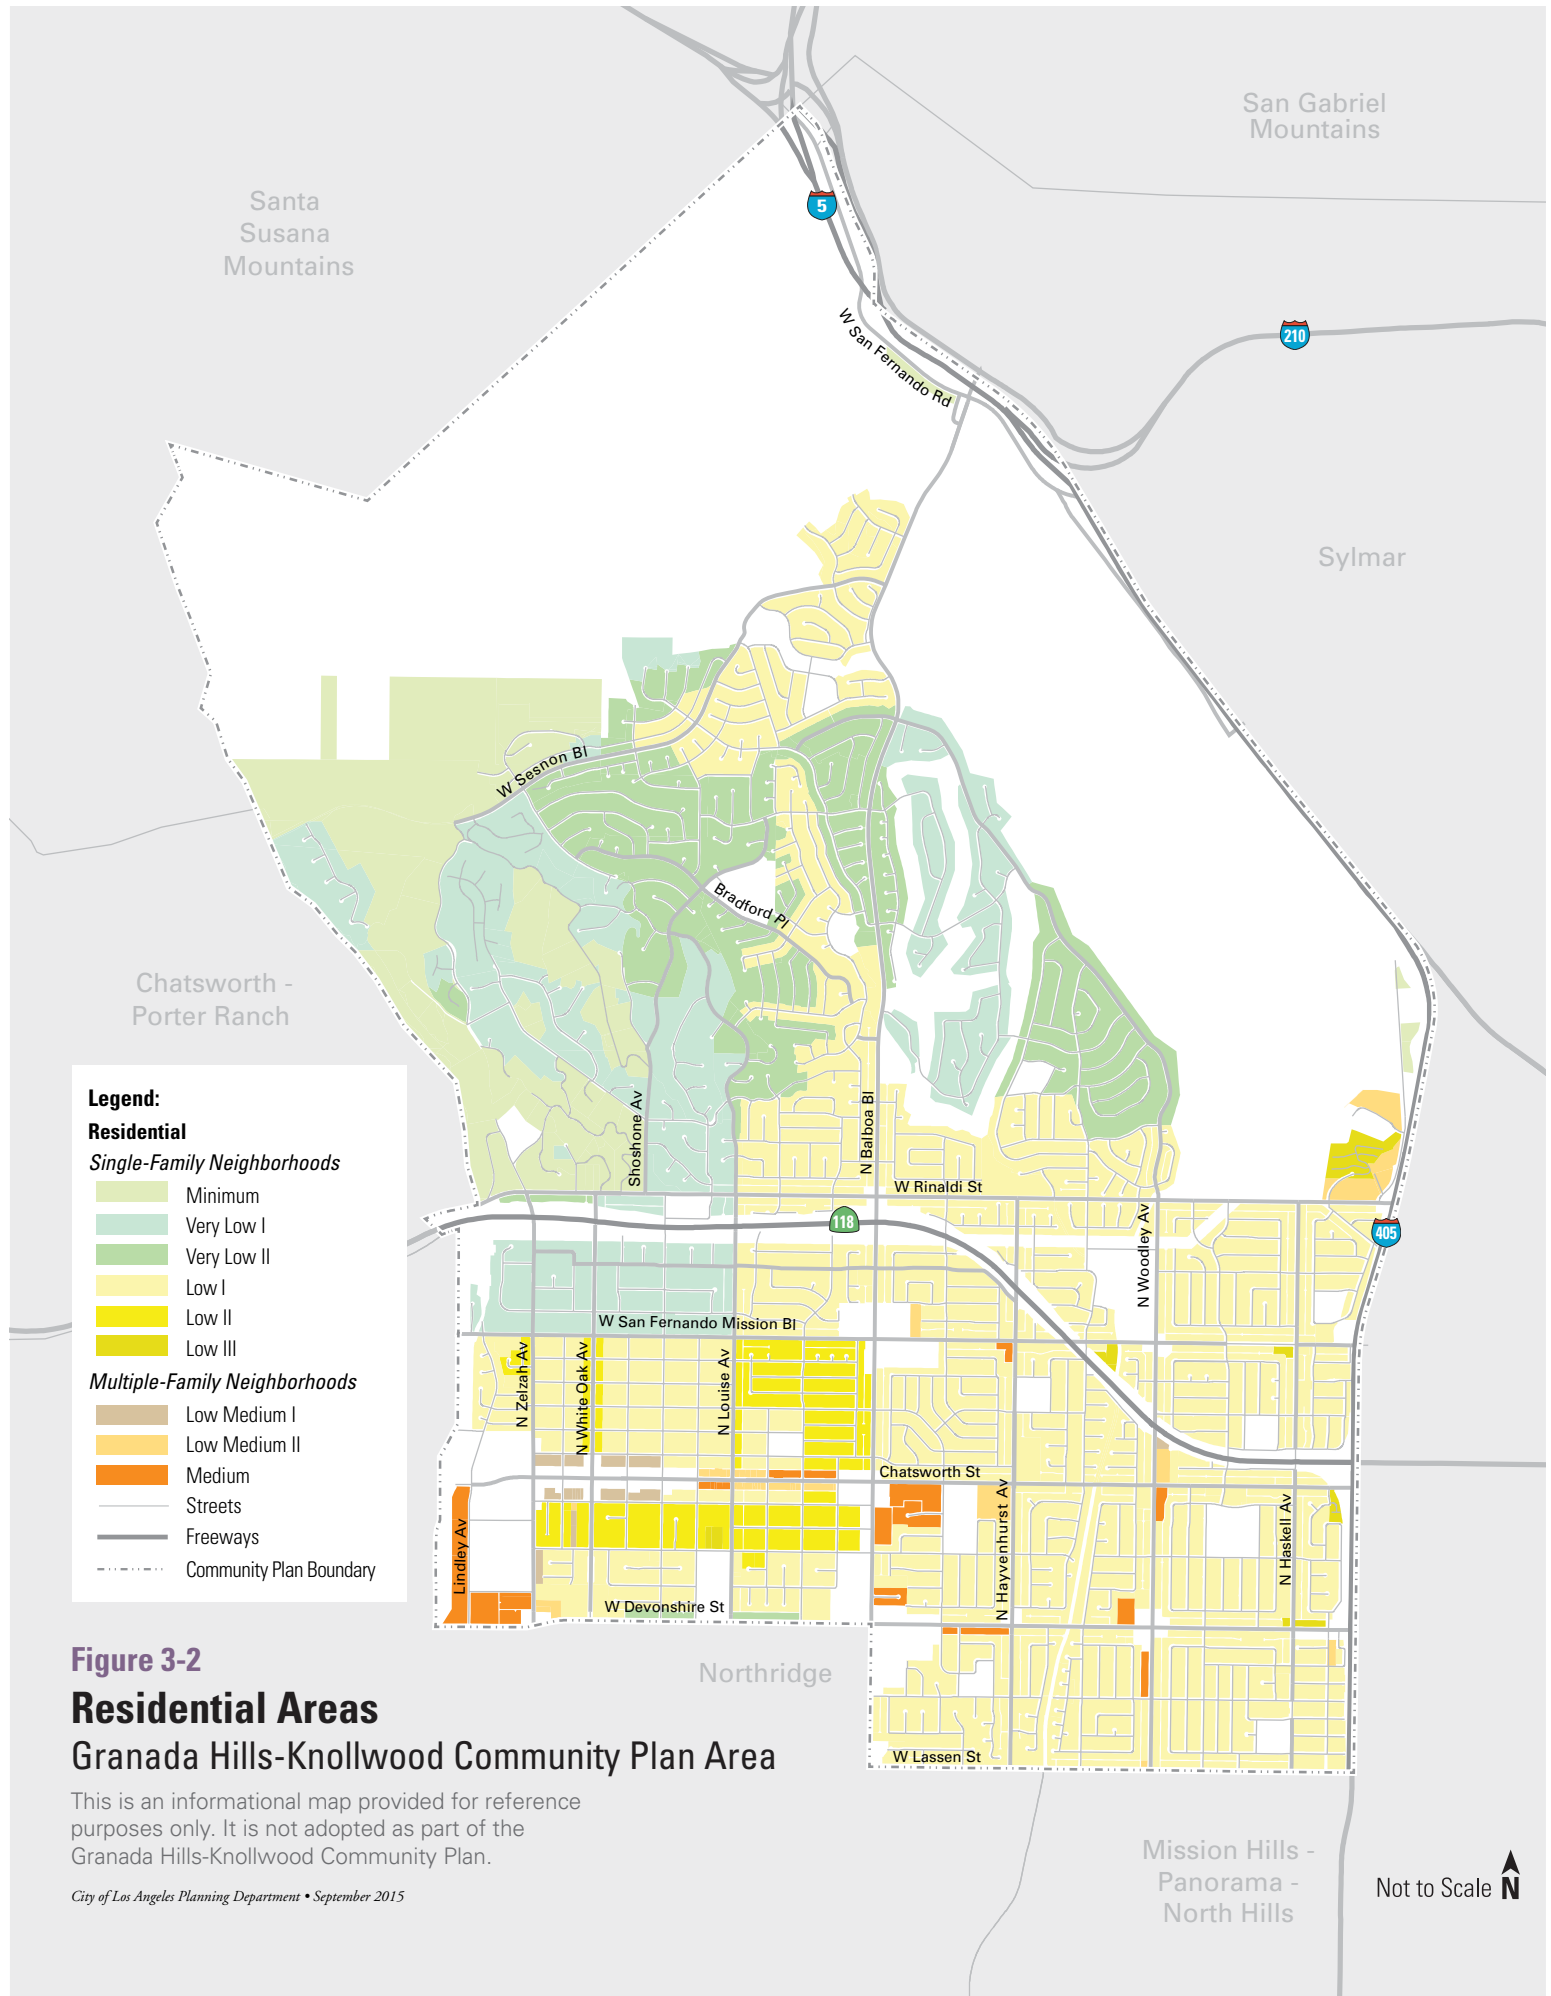 San Gabriel
Mountains
Santa
Susana
Mountains
5
W San Fernando Rd
210
Sylmar
W Sesnon Bl
Bradford Pl
Chatsworth -
Porter Ranch
Legend:
Residential
Single-Family Neighborhoods
Minimum
Very Low I
Very Low II
Low I
Low II
Low III
Multiple-Family Neighborhoods
Low Medium I
Low Medium II
Medium
Streets
Freeways
Community Plan Boundary
Shoshone Av
N Balboa Bl
W Rinaldi St
118
405
N Woodley Av
W San Fernando Mission Bl
N Zelzah Av
N White Oak Av
N Louise Av
Chatsworth St
Lindley Av
N Hayvenhurst Av
N Haskell Av
W Devonshire St
Northridge
W Lassen St
Figure 3-2
Residential Areas
Granada Hills-Knollwood Community Plan Area
This is an informational map provided for reference
purposes only. It is not adopted as part of the
Granada Hills-Knollwood Community Plan.
City of Los Angeles Planning Department • September 2015
Mission Hills -
Panorama -
North Hills
Not to Scale N